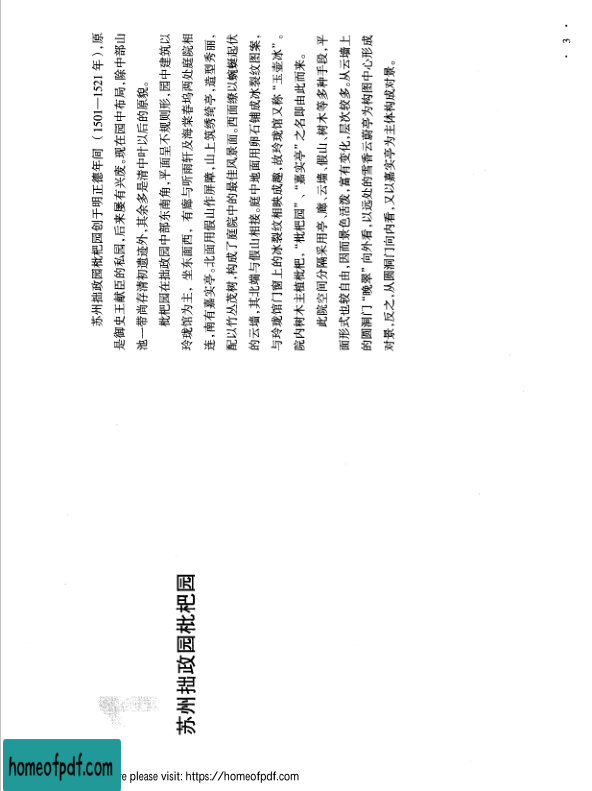 苏州拙政园枇杷园
苏州拙政园枇杷园创于明正德年间（1501—1521年），原
是御史王献臣的私园，后来屡有兴废。现在园中布局，除中部山
池一带尚存清初遗迹外，其余多是清中叶以后的原貌。
枇杷园在拙政园中部东南角，平面呈不规则形，园中建筑以
玲珑馆为主，坐东面西，有廊与听雨轩及海棠春坞两处庭院相
连，南有嘉实亭。北面用假山作屏障，山上筑绣绮亭，造型秀丽，
配以竹丛茂树，构成了庭院中的最佳风景面。西面缭以蜿蜒起伏
的云墙，其北端与假山相接。庭中地面用卵石铺成冰裂纹图案，
与玲珑馆门窗上的冰裂纹相映成趣，故玲珑馆又称“玉壶冰”。
院内树木主植枇杷，“枇杷园”、“嘉实亭”之名即由此而来。
此院空间分隔采用亭、廊、云墙、假山、树木等多种手段，平
面形式也较自由，因而景色活泼，富有变化，层次较多。从云墙上
的圆洞门“晚翠”向外看，以远处的雪香云蔚亭为构图中心形成
对景，反之，从圆洞门向内看，又以嘉实亭为主体构成对景。
· 3 ·
homeofpdf.com
re please visit: https://homeofpdf.com